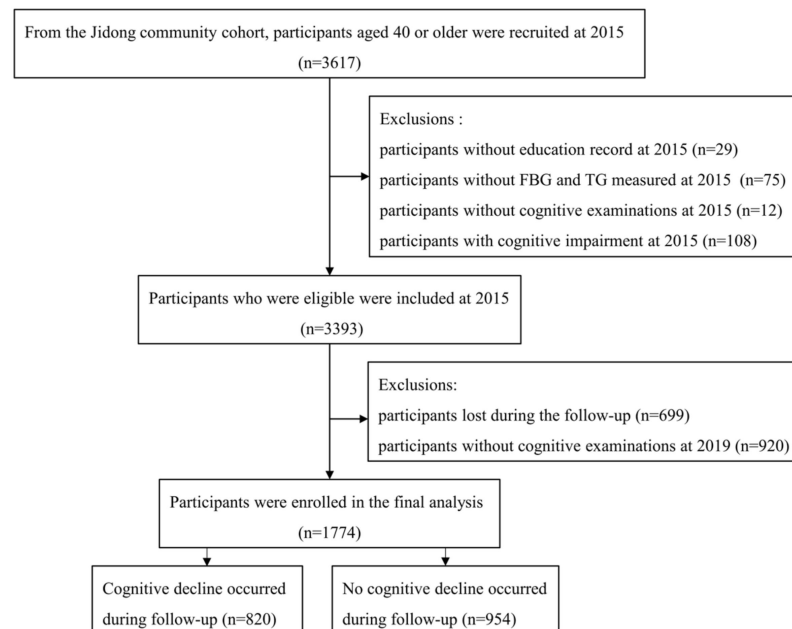 From the Jidong community cohort, participants aged 40 or older were recruited at 2015
(n=3617)
Exclusions :
participants without education record at 2015 (n=29)
participants without FBG and TG measured at 2015 (n=75)
participants without cognitive examinations at 2015 (n=12)
participants with cognitive impairment at 2015 (n=108)
Participants who were eligible were included at 2015
(n=3393)
Exclusions:
participants lost during the follow-up (n=699)
participants without cognitive examinations at 2019 (n=920)
Participants were enrolled in the final analysis
(n=1774)
Cognitive decline occurred
during follow-up (n=820)
No cognitive decline occurred
during follow-up (n=954)